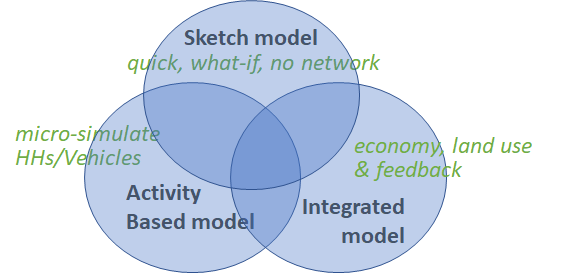 Sketch model
quick, what-if, no network
micro-simulate
HHs/Vehicles
economy, land use
& feedback
Activity
Based model
Integrated
model